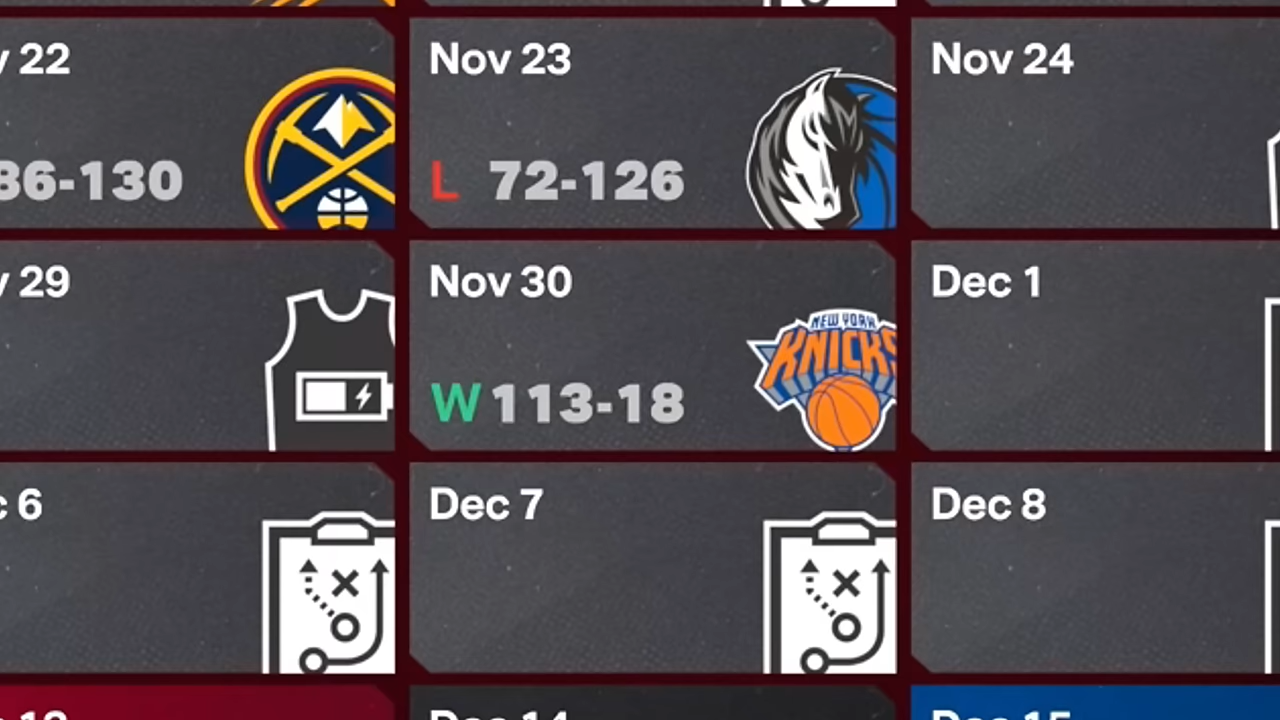 22
Nov 23
Nov 24
86-130
L 72-126
29
Nov 30
Dec 1
NEW YORK
KNICKS
W 113-18
6
Dec 7
Dec 8